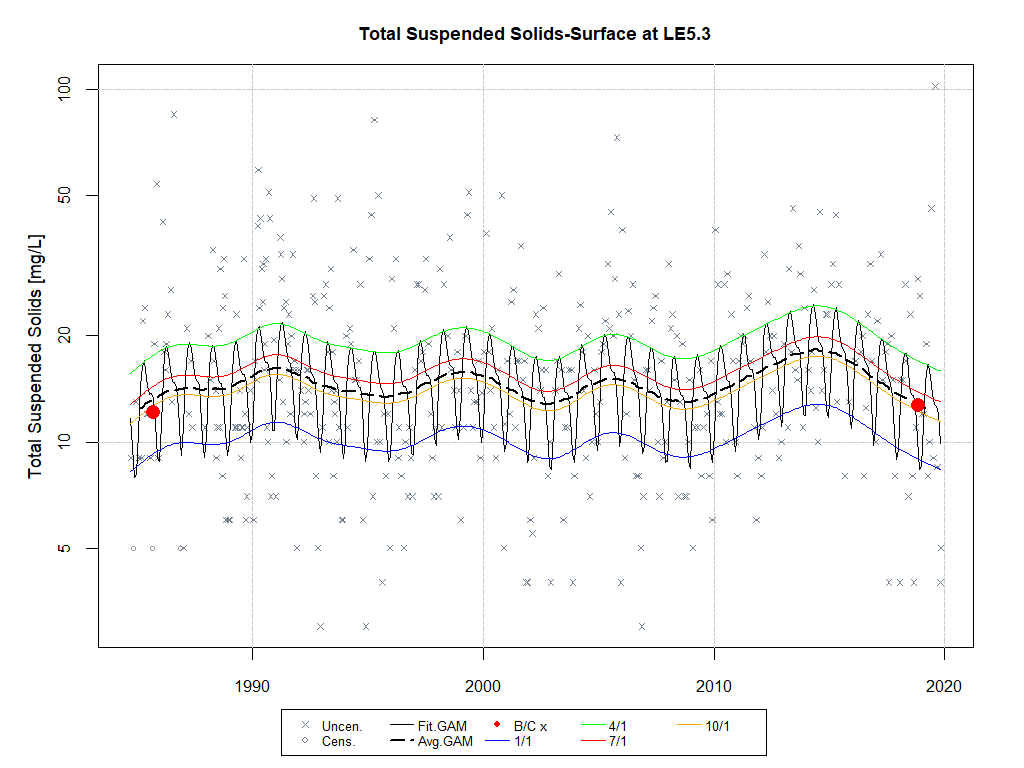 Total Suspended Solids-Surface at LE5.3
Total Suspended Solids [mg/L]
100
50
20
10
5
1990 2000 2010 2020
Uncen. Fit.GAM B/C x 4/1 10/1
Cens. Avg.GAM 1/1 7/1